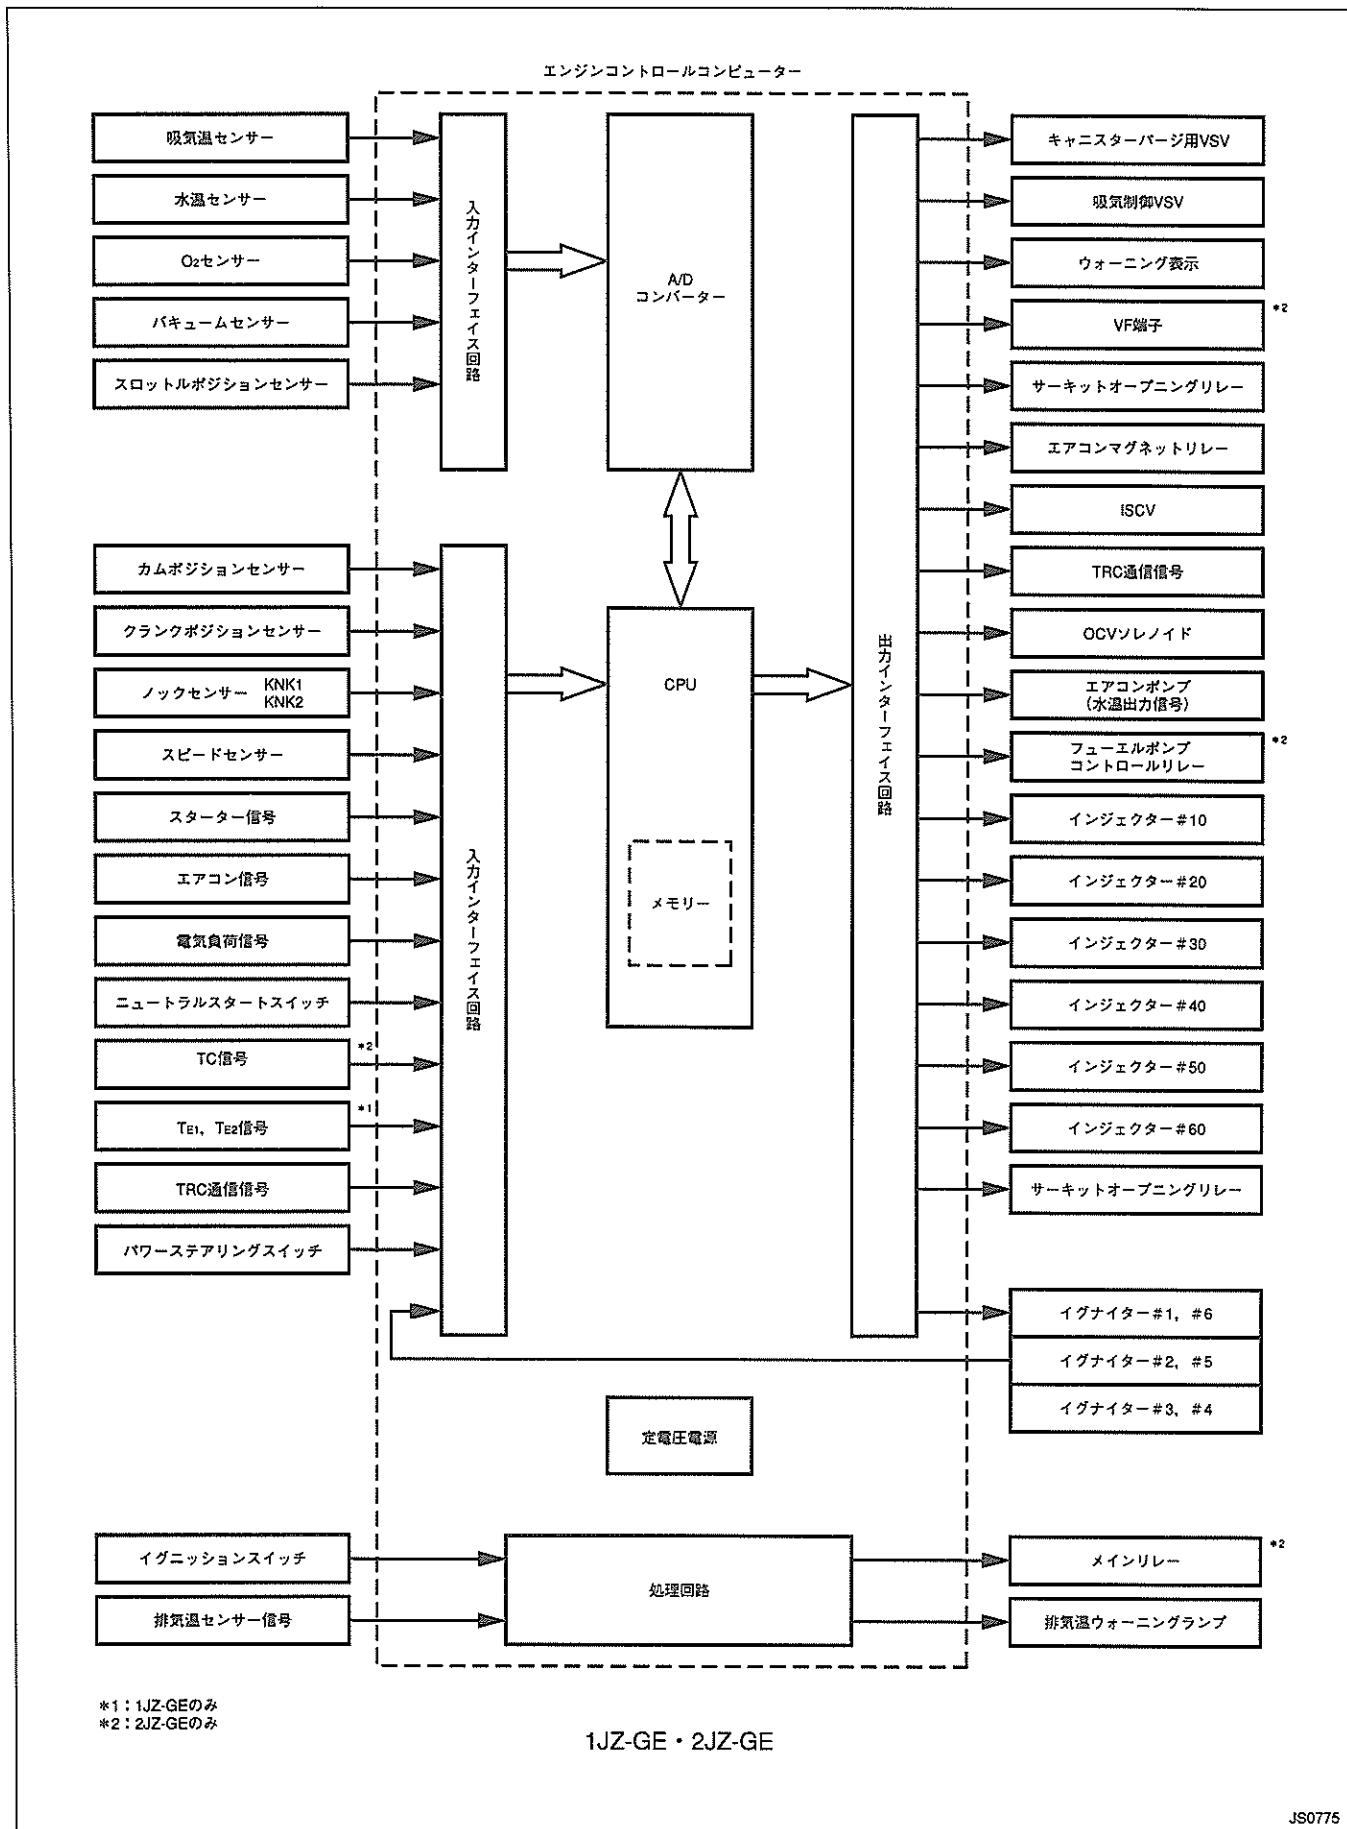 エンジンコントロールコンピューター
吸気温センサー
水温センサー
O2センサー
バキュームセンサー
スロットルポジションセンサー
入力インターフェイス回路
A/D
コンバーター
カムポジションセンサー
クランクポジションセンサー
ノックセンサー KNK1
KNK2
スピードセンサー
スターター信号
エアコン信号
電気負荷信号
ニュートラルスタートスイッチ
TC信号 *2
TE1, TE2信号 *1
TRC通信信号
パワーステアリングスイッチ
入力インターフェイス回路
CPU
メモリー
出力インターフェイス回路
キャニスターパージ用VSV
吸気制御VSV
ウォーニング表示
VF端子 *2
サーキットオープニングリレー
エアコンマグネットリレー
ISCV
TRC通信信号
OCVソレノイド
エアコンポンプ
(水温出力信号)
フューエルポンプ *2
コントロールリレー
インジェクター#10
インジェクター#20
インジェクター#30
インジェクター#40
インジェクター#50
インジェクター#60
サーキットオープニングリレー
イグナイター#1, #6
イグナイター#2, #5
イグナイター#3, #4
定電圧電源
イグニッションスイッチ
排気温センサー信号
処理回路
メインリレー *2
排気温ウォーニングランプ
*1:1JZ-GEのみ
*2:2JZ-GEのみ
1JZ-GE・2JZ-GE
JS0775